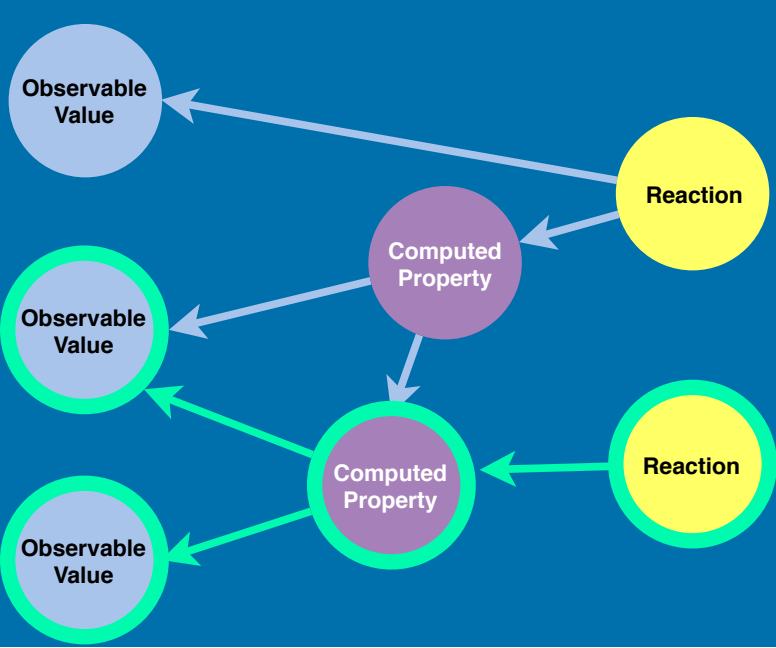 Observable
Value
Reaction
Computed
Property
Observable
Value
Computed
Property
Reaction
Observable
Value